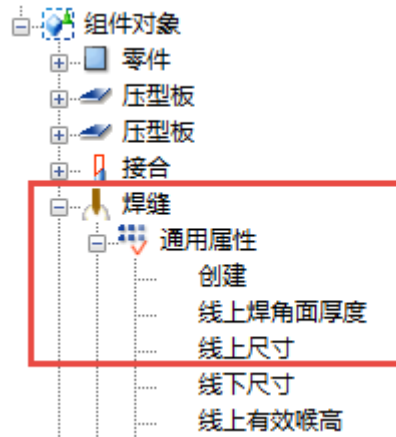 组件对象
零件
压型板
压型板
接合
焊缝
通用属性
创建
线上焊角面厚度
线上尺寸
线下尺寸
线上有效喉高